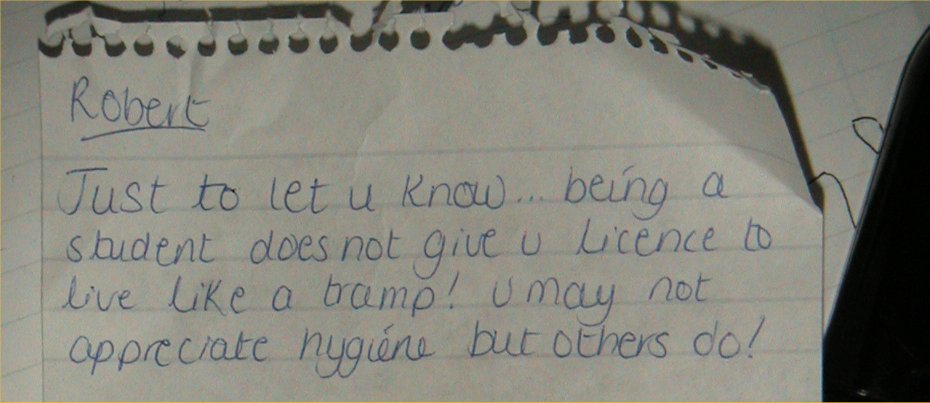 Robert
Just to let u know... being a
student does not give u licence to
live like a tramp! u may not
appreciate hygiene but others do!